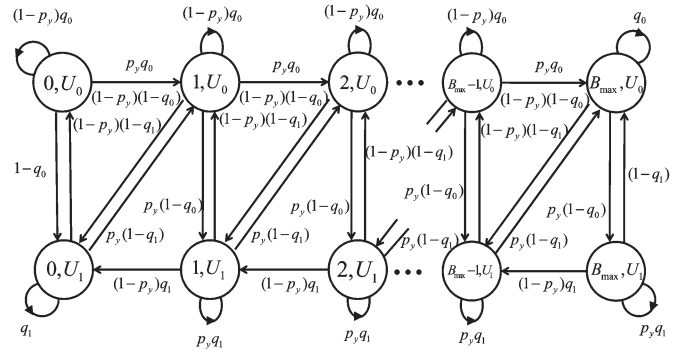 (1-p_y)q_0 (1-p_y)q_0 (1-p_y)q_0 (1-p_y)q_0 q_0
0,U_0 p_yq_0 1,U_0 p_yq_0 2,U_0 ••• B_max-1,U_0 p_yq_0 B_max,U_0
(1-p_y)(1-q_0) (1-p_y)(1-q_0) (1-p_y)(1-q_0)
(1-p_y)(1-q_1) (1-p_y)(1-q_1) (1-p_y)(1-q_1)
(1-p_y)(1-q_1)
1-q_0 (1-q_1)
p_y(1-q_0)
p_y(1-q_0) p_y(1-q_0) p_y(1-q_0)
p_y(1-q_1) p_y(1-q_1) p_y(1-q_1) p_y(1-q_1)
0,U_1 1,U_1 2,U_1 ••• B_max-1,U_1 B_max,U_1
(1-p_y)q_1 (1-p_y)q_1 (1-p_y)q_1
q_1 p_yq_1 p_yq_1 p_yq_1 p_yq_1